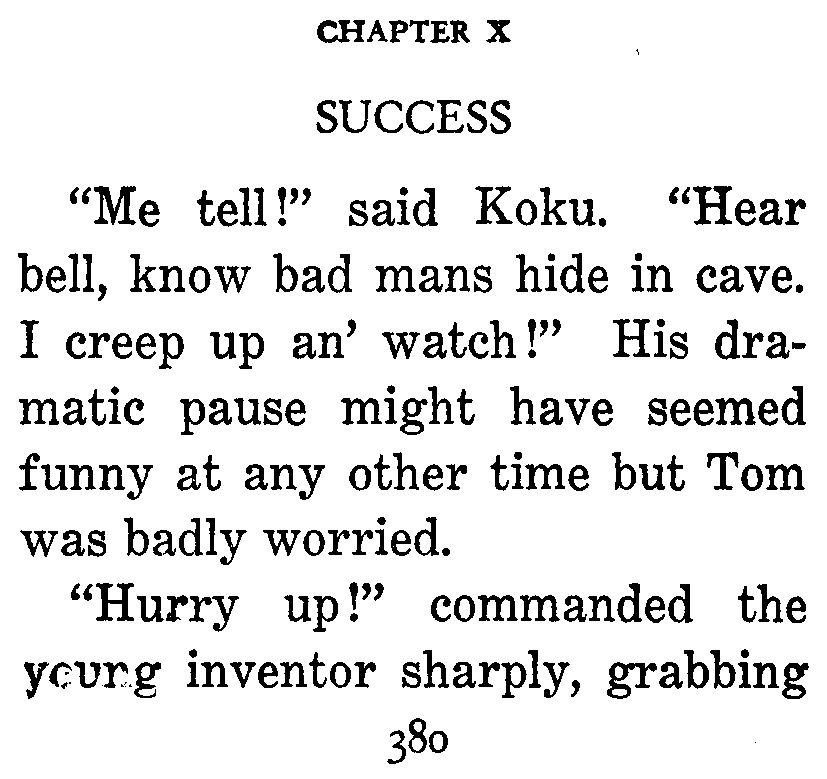 CHAPTER X
SUCCESS
“Me tell!” said Koku. “Hear
bell, know bad mans hide in cave.
I creep up an’ watch!” His dra-
matic pause might have seemed
funny at any other time but Tom
was badly worried.
“Hurry up!” commanded the
young inventor sharply, grabbing
380